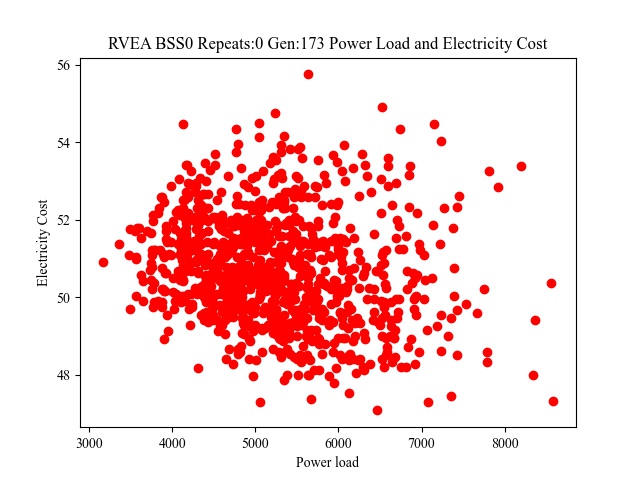 RVEA BSS0 Repeats:0 Gen:173 Power Load and Electricity Cost
56
54
52
50
48
Electricity Cost
3000 4000 5000 6000 7000 8000
Power load